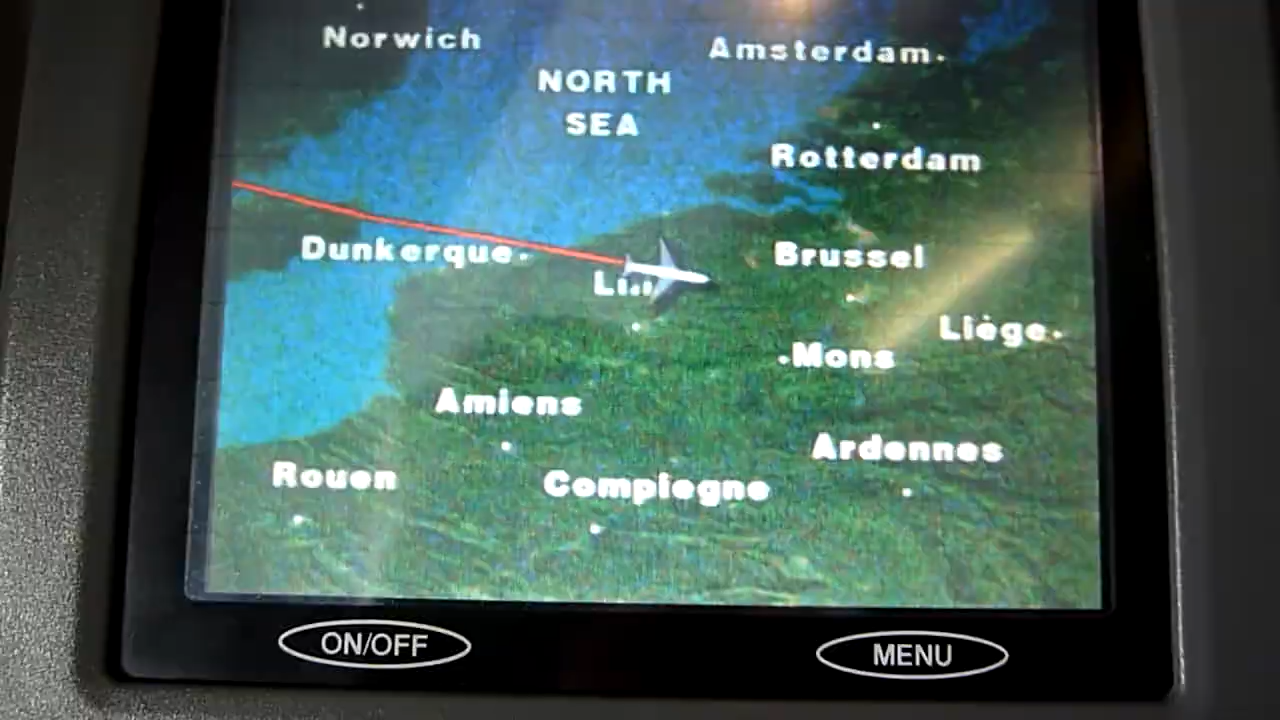 Norwich
Amsterdam
NORTH
SEA
Rotterdam
Dunkerque
Brussel
Liège
Mons
Amiens
Ardennes
Rouen
Compiegne
ON/OFF
MENU